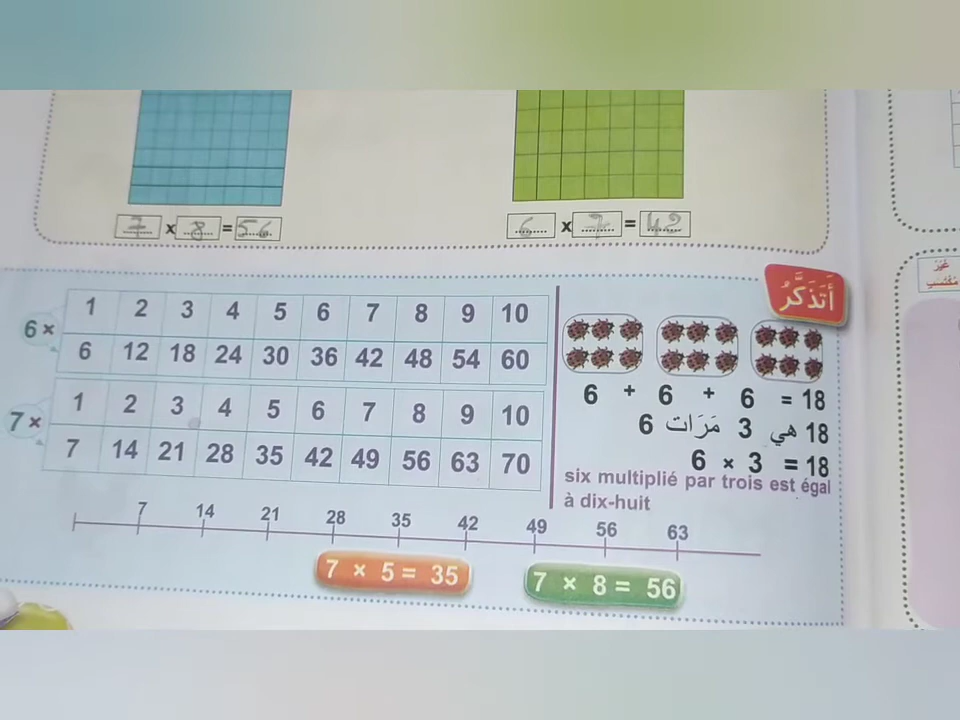 7 x 8 = 56
6 x 7 = 42
أَتَذَكَّرُ
6 ×
1 2 3 4 5 6 7 8 9 10
6 12 18 24 30 36 42 48 54 60
7 ×
1 2 3 4 5 6 7 8 9 10
7 14 21 28 35 42 49 56 63 70
6 + 6 + 6 = 18
18 هي 3 مَرَات 6
6 × 3 = 18
six multiplié par trois est égal
à dix-huit
7 14 21 28 35 42 49 56 63
7 × 5 = 35
7 × 8 = 56
غَيْرَ
مُكْتَسَبٍ